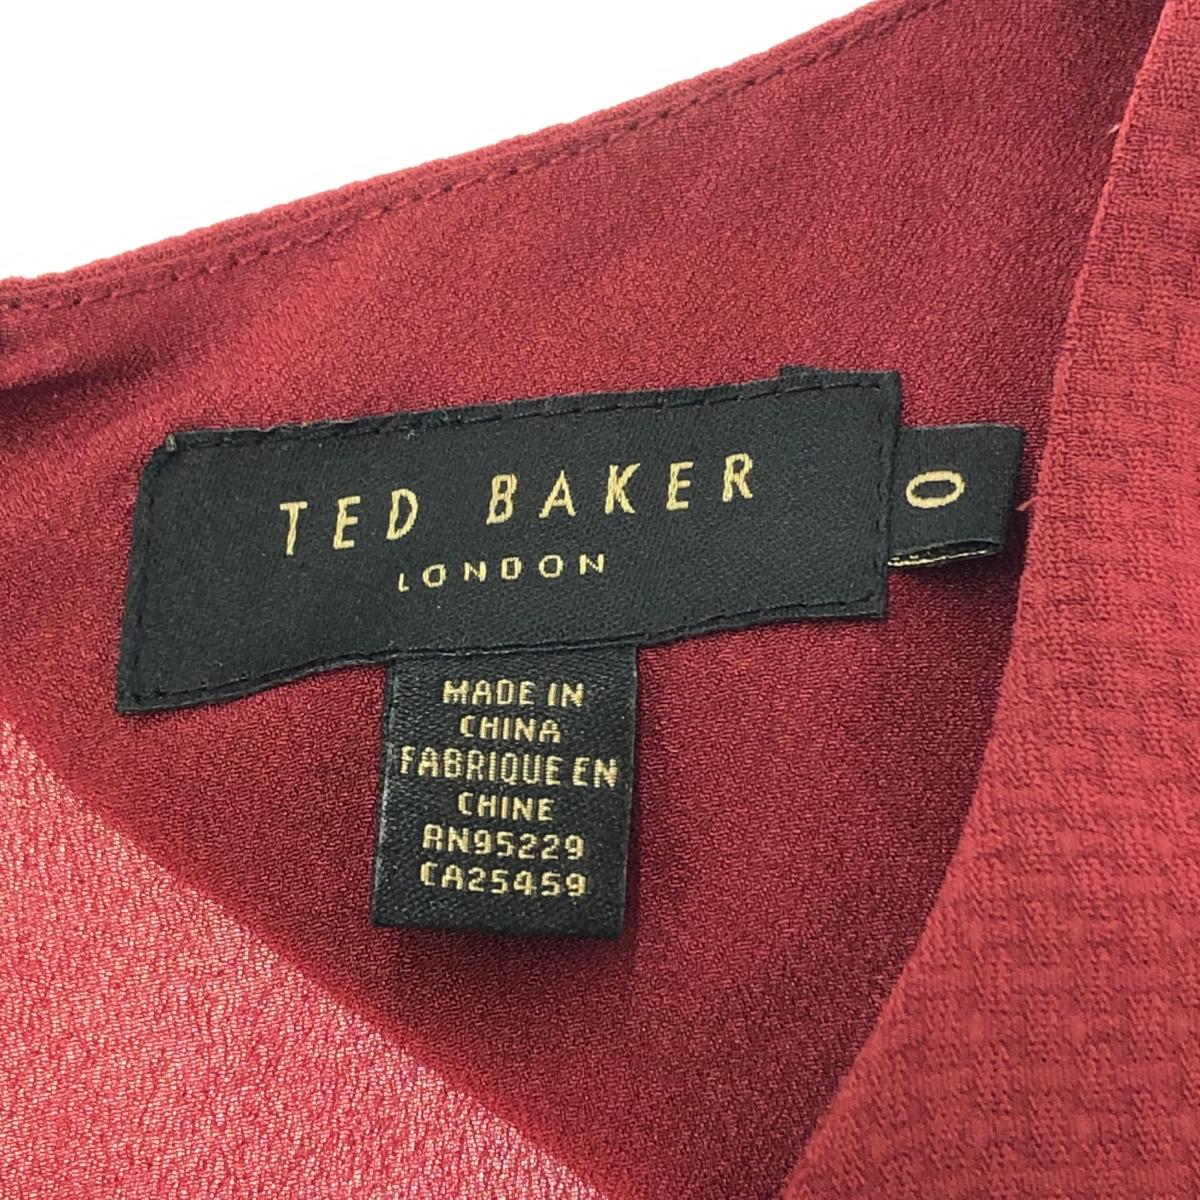 TED BAKER
LONDON
0
MADE IN
CHINA
FABRIQUE EN
CHINE
RN95229
CA25459